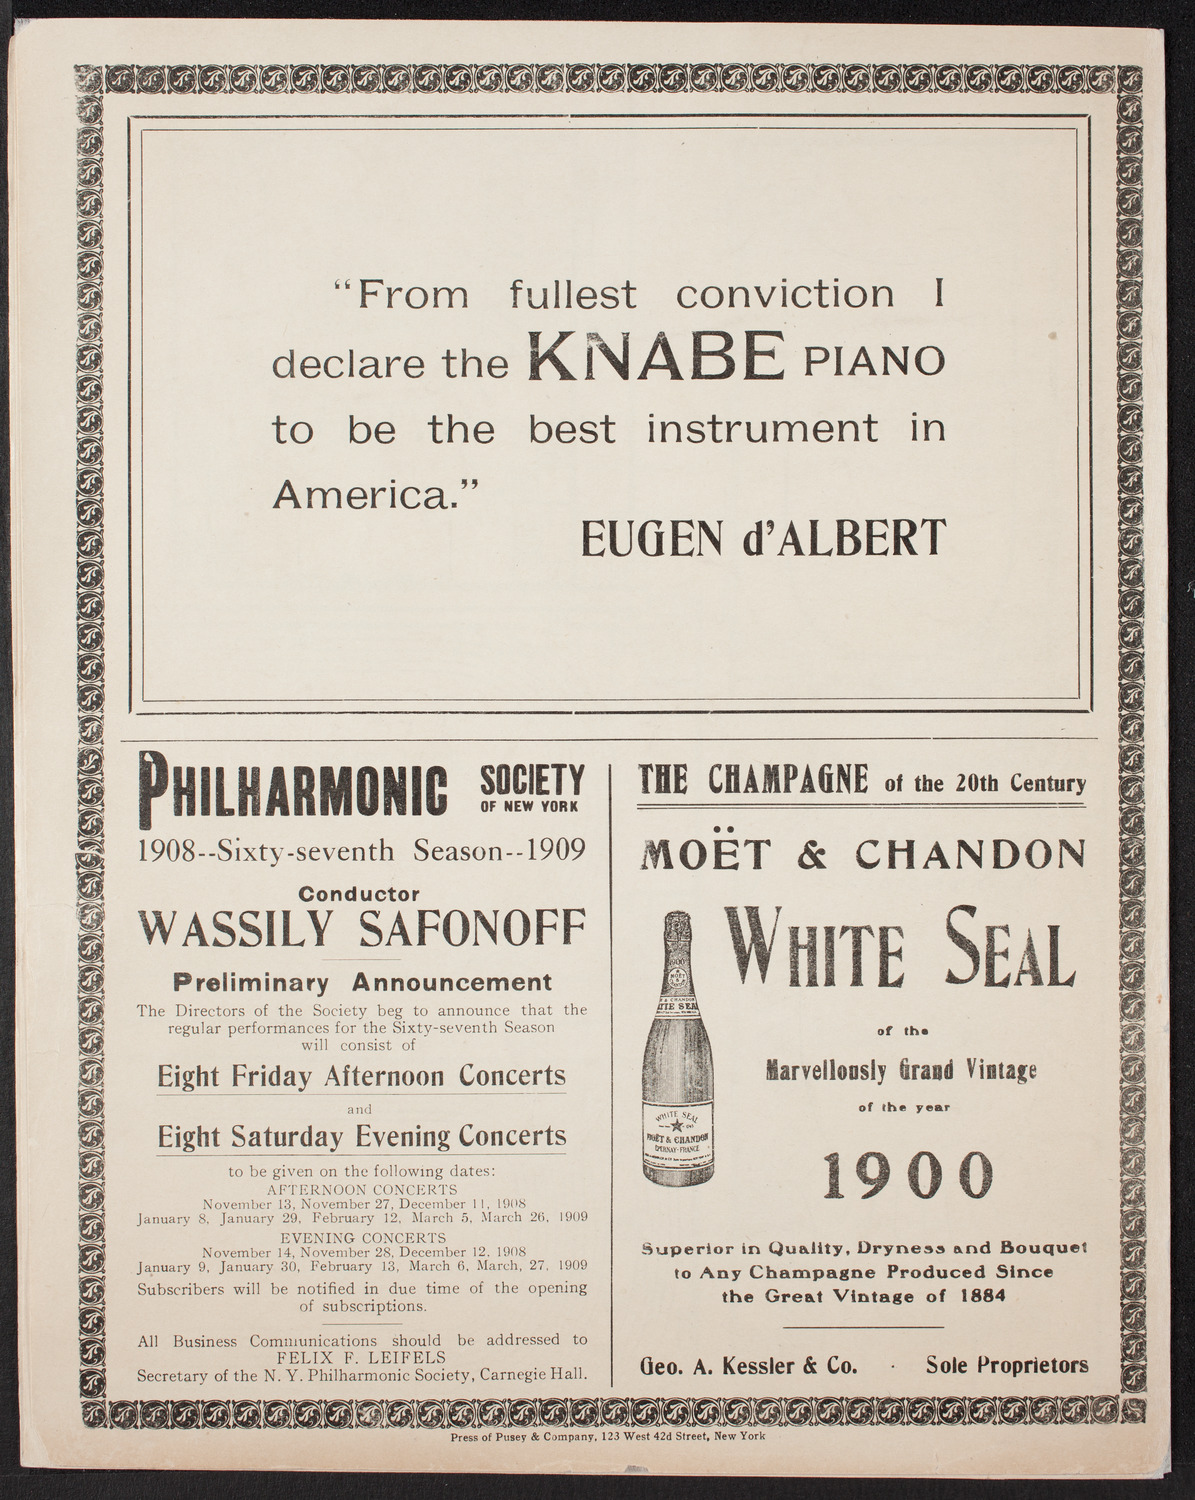 “From fullest conviction I
declare the KNABE PIANO
to be the best instrument in
America.”
EUGEN d’ALBERT
PHILHARMONIC SOCIETY
OF NEW YORK
1908--Sixty-seventh Season--1909
Conductor
WASSILY SAFONOFF
Preliminary Announcement
The Directors of the Society beg to announce that the
regular performances for the Sixty-seventh Season
will consist of
Eight Friday Afternoon Concerts
and
Eight Saturday Evening Concerts
to be given on the following dates:
AFTERNOON CONCERTS
November 13, November 27, December 11, 1908
January 8, January 29, February 12, March 5, March 26, 1909
EVENING CONCERTS
November 14, November 28, December 12, 1908
January 9, January 30, February 13, March 6, March, 27, 1909
Subscribers will be notified in due time of the opening
of subscriptions.
All Business Communications should be addressed to
FELIX F. LEIFELS
Secretary of the N. Y. Philharmonic Society, Carnegie Hall.
THE CHAMPAGNE of the 20th Century
MOËT & CHANDON
WHITE SEAL
of the
Marvellously Grand Vintage
of the year
1900
WHITE SEAL
MOËT & CHANDON
EPERNAY-FRANCE
Superior in Quality, Dryness and Bouquet
to Any Champagne Produced Since
the Great Vintage of 1884
Geo. A. Kessler & Co. · Sole Proprietors
Press of Pusey & Company, 123 West 42d Street, New York